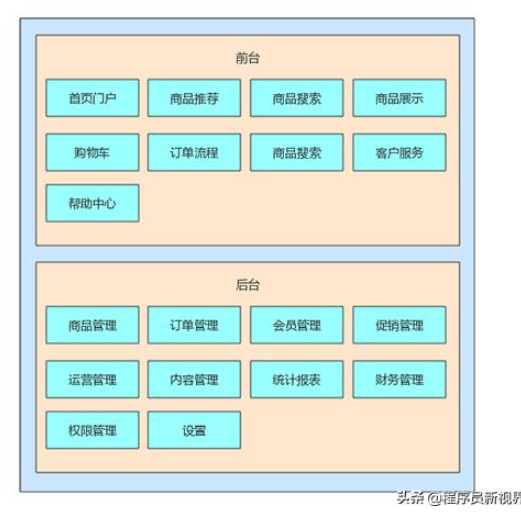 前台
首页门户 商品推荐 商品搜索 商品展示
购物车 订单流程 商品搜索 客户服务
帮助中心
后台
商品管理 订单管理 会员管理 促销管理
运营管理 内容管理 统计报表 财务管理
权限管理 设置
头条 @程序员新视界